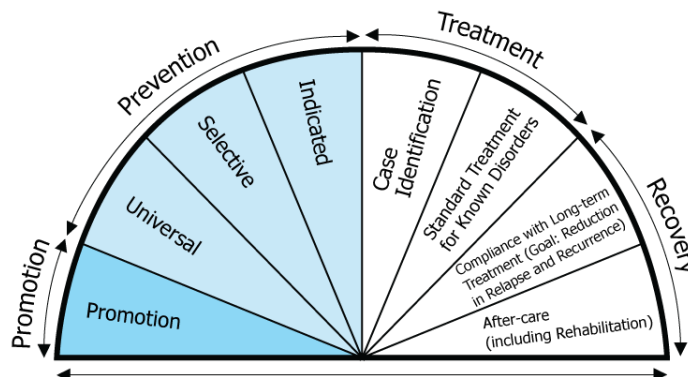 Promotion
Prevention
Treatment
Recovery
Promotion
Universal
Selective
Indicated
Case
Identification
Standard Treatment
for Known Disorders
Compliance with Long-term
Treatment (Goal: Reduction
in Relapse and Recurrence)
After-care
(including Rehabilitation)